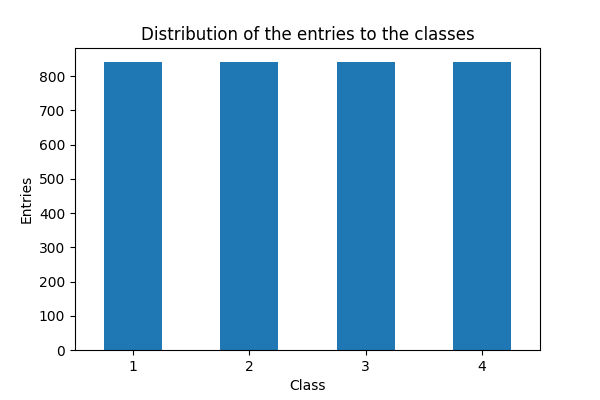 Distribution of the entries to the classes
Entries
800
700
600
500
400
300
200
100
0
1 2 3 4
Class